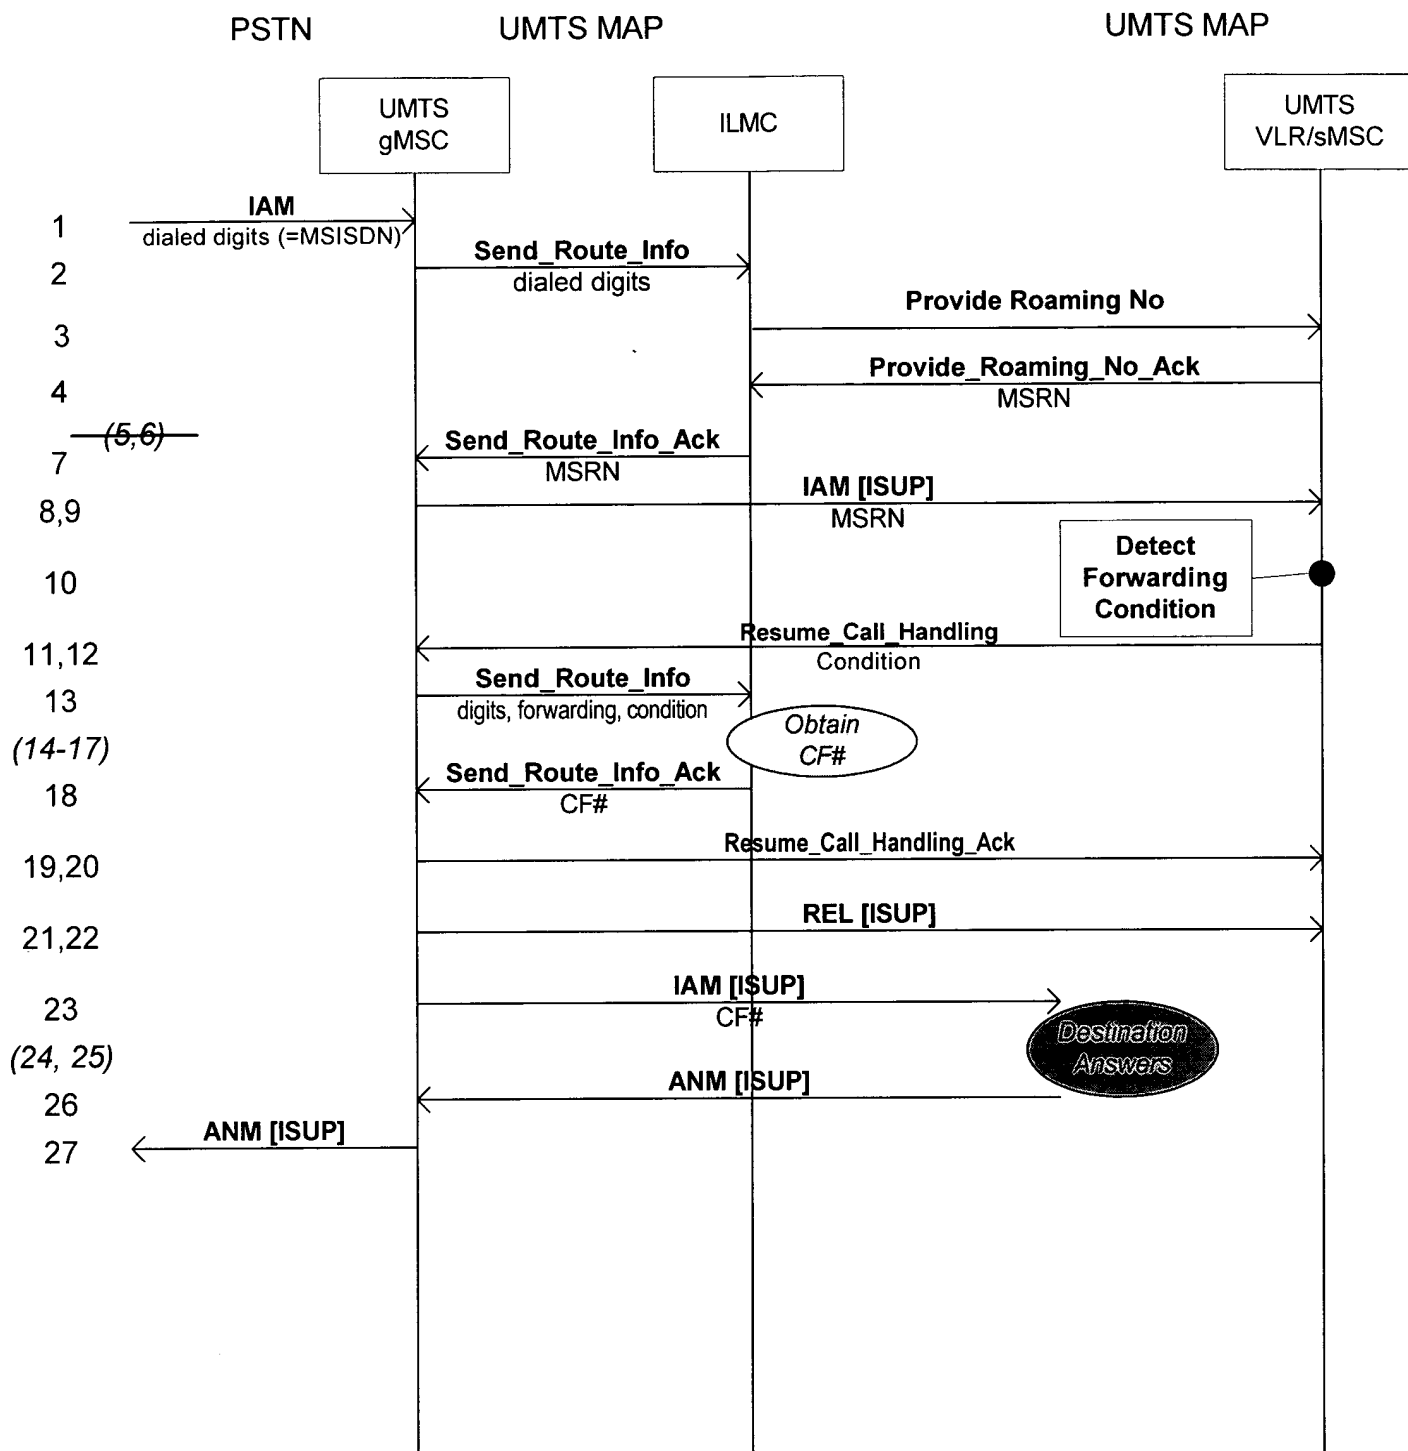 PSTN
UMTS MAP
UMTS MAP
UMTS
gMSC
ILMC
UMTS
VLR/sMSC
1
IAM
dialed digits (=MSISDN)
2
Send_Route_Info
dialed digits
3
Provide Roaming No
4
Provide_Roaming_No_Ack
MSRN
(5,6)
7
Send_Route_Info_Ack
MSRN
8,9
IAM [ISUP]
MSRN
10
Detect
Forwarding
Condition
11,12
Resume_Call_Handling
Condition
13
Send_Route_Info
digits, forwarding, condition
(14-17)
Obtain
CF#
18
Send_Route_Info_Ack
CF#
19,20
Resume_Call_Handling_Ack
21,22
REL [ISUP]
23
IAM [ISUP]
CF#
(24, 25)
Destination
Answers
26
ANM [ISUP]
27
ANM [ISUP]